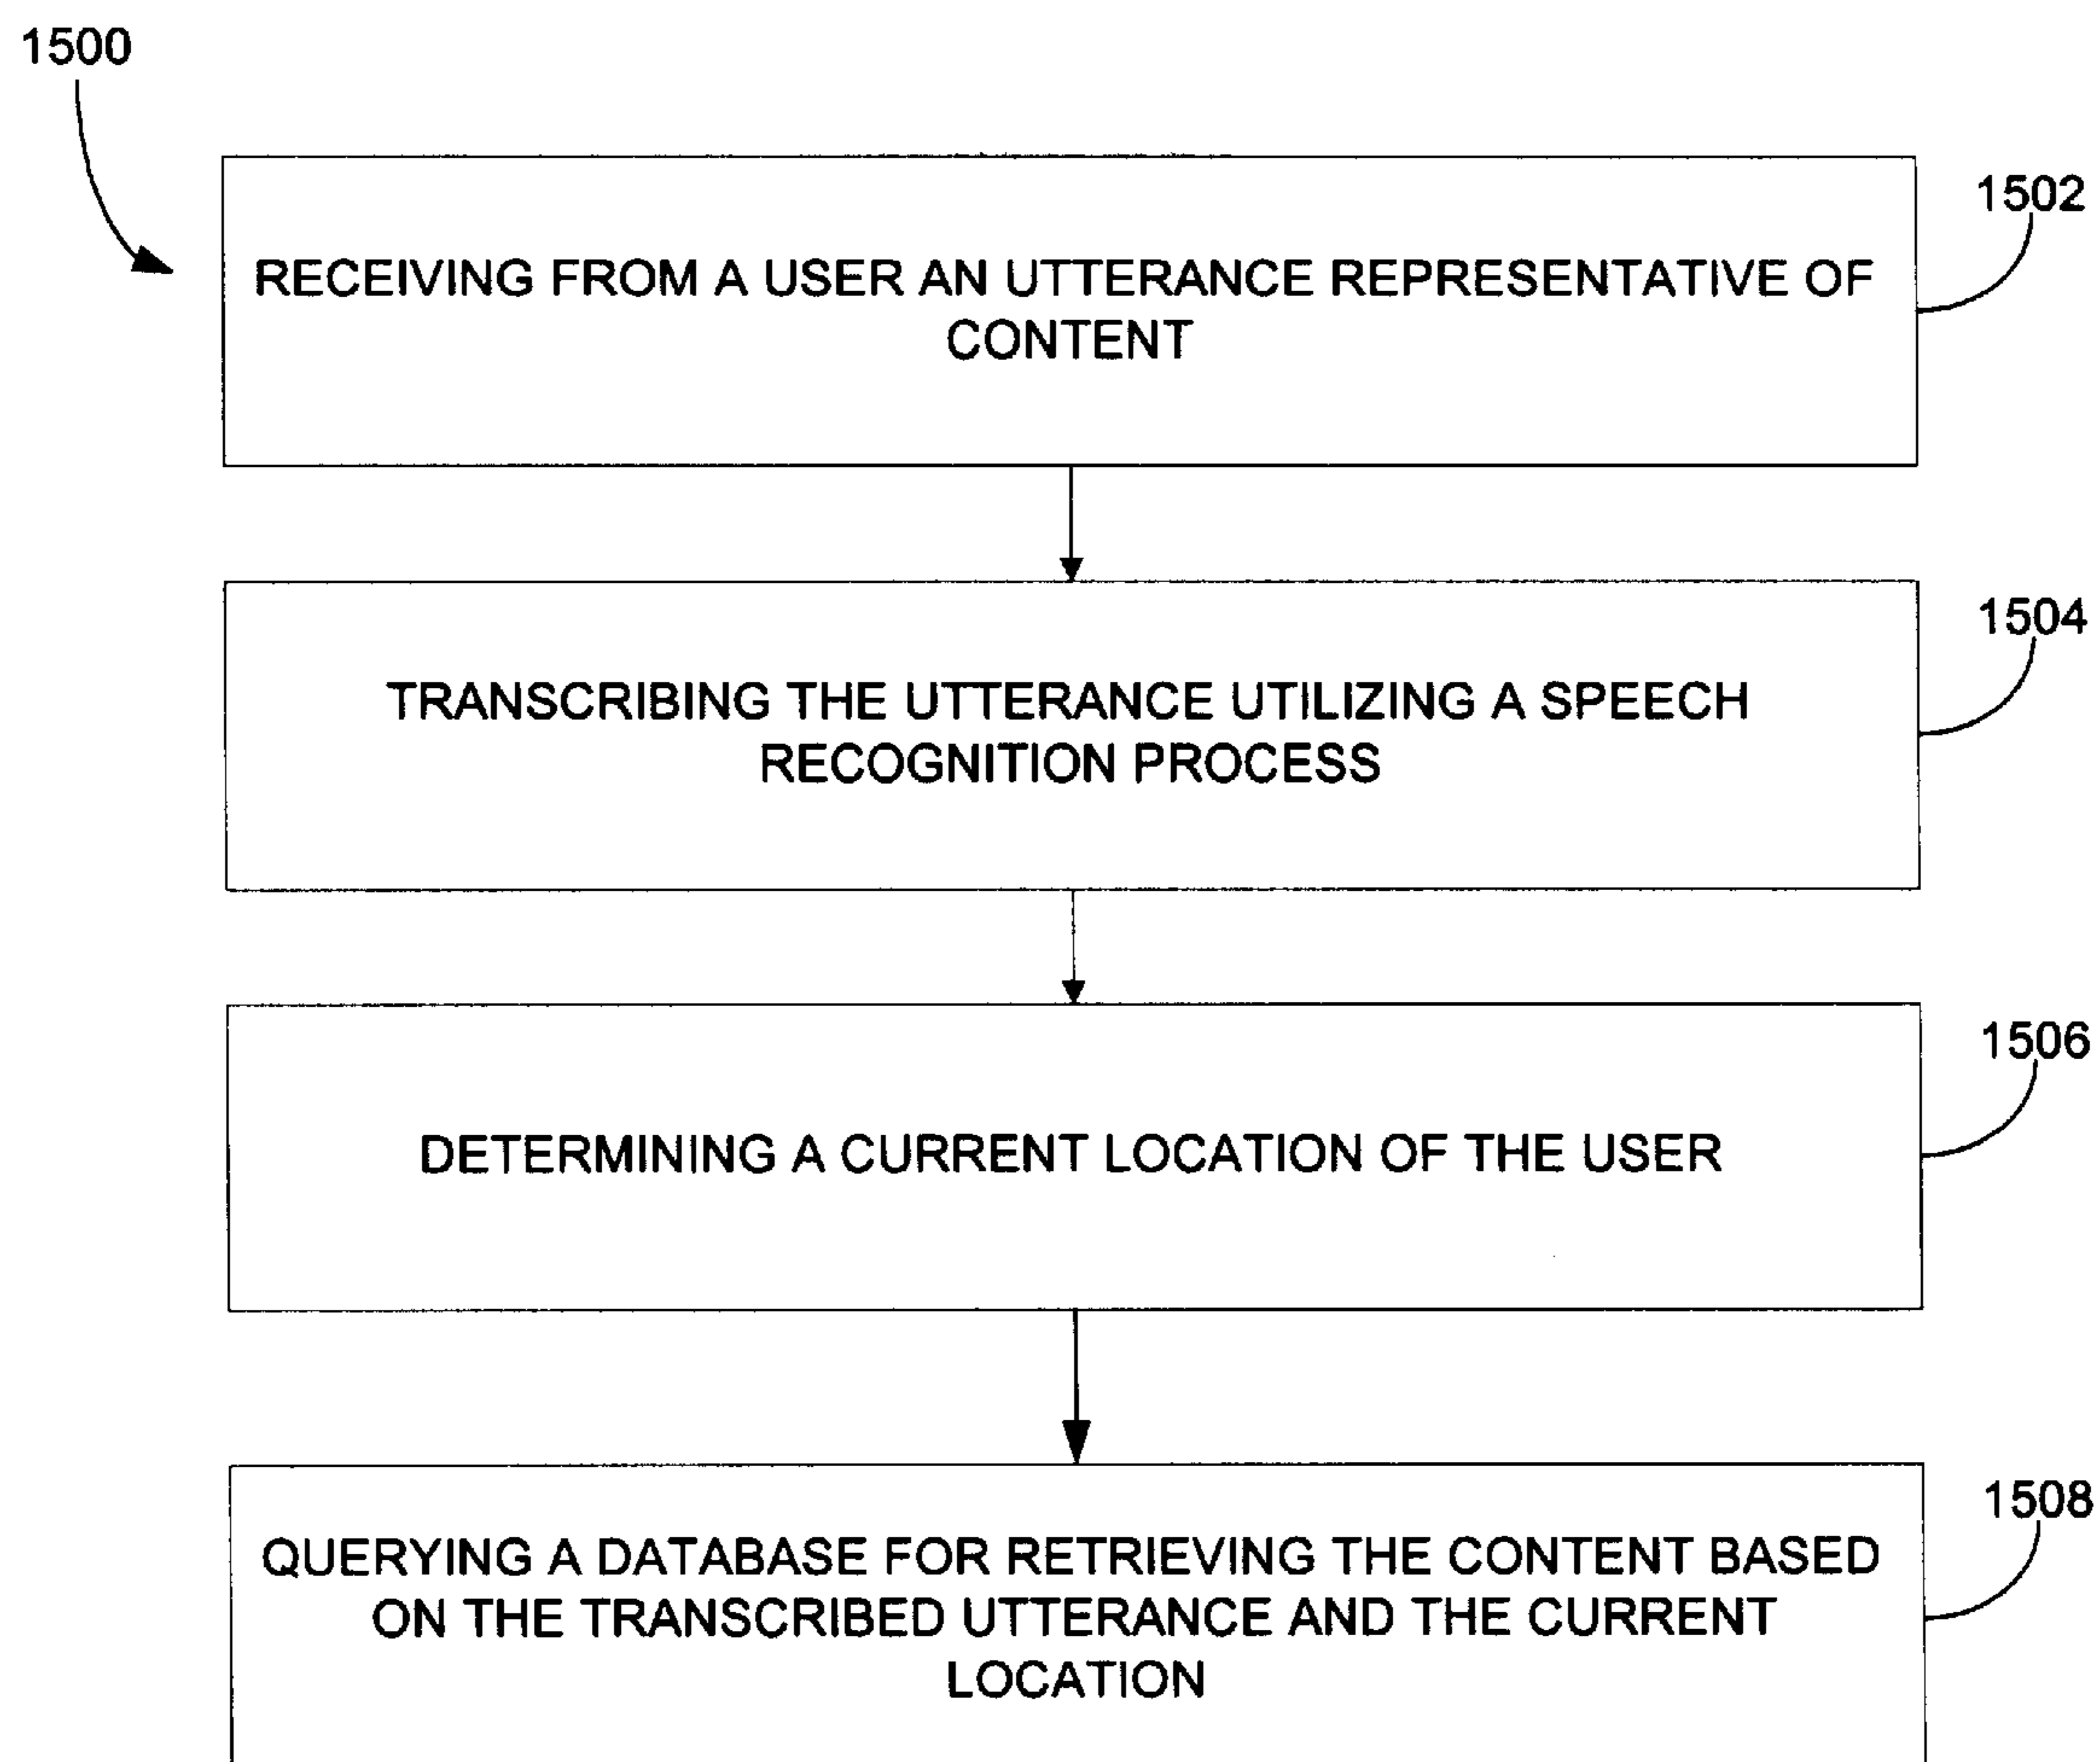 1500
1502
RECEIVING FROM A USER AN UTTERANCE REPRESENTATIVE OF
CONTENT
1504
TRANSCRIBING THE UTTERANCE UTILIZING A SPEECH
RECOGNITION PROCESS
1506
DETERMINING A CURRENT LOCATION OF THE USER
1508
QUERYING A DATABASE FOR RETRIEVING THE CONTENT BASED
ON THE TRANSCRIBED UTTERANCE AND THE CURRENT
LOCATION